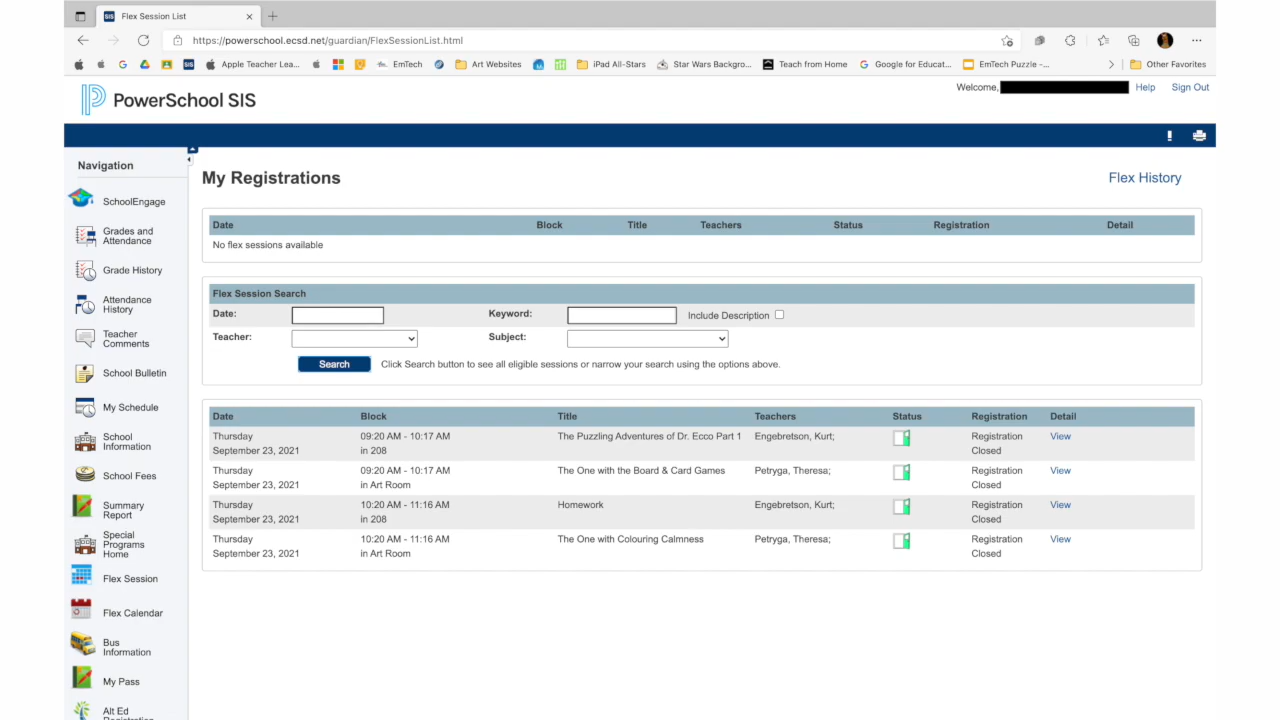 Flex Session List
https://powerschool.ecsd.net/guardian/FlexSessionList.html
SIS Apple Teacher Lea... EmTech Art Websites iPad All-Stars Star Wars Backgro... Teach from Home Google for Educat... EmTech Puzzle -... Other Favorites
Welcome, Help Sign Out
PowerSchool SIS
Navigation
SchoolEngage
Grades and
Attendance
Grade History
Attendance
History
Teacher
Comments
School Bulletin
My Schedule
School
Information
School Fees
Summary
Report
Special
Programs
Home
Flex Session
Flex Calendar
Bus
Information
My Pass
Alt Ed
Registration
My Registrations
Flex History
Date Block Title Teachers Status Registration Detail
No flex sessions available
Flex Session Search
Date: Keyword: Include Description
Teacher: Subject:
Search Click Search button to see all eligible sessions or narrow your search using the options above.
Date Block Title Teachers Status Registration Detail
Thursday 09:20 AM - 10:17 AM The Puzzling Adventures of Dr. Ecco Part 1 Engebretson, Kurt; Registration View
September 23, 2021 in 208 Closed
Thursday 09:20 AM - 10:17 AM The One with the Board & Card Games Petryga, Theresa; Registration View
September 23, 2021 in Art Room Closed
Thursday 10:20 AM - 11:16 AM Homework Engebretson, Kurt; Registration View
September 23, 2021 in 208 Closed
Thursday 10:20 AM - 11:16 AM The One with Colouring Calmness Petryga, Theresa; Registration View
September 23, 2021 in Art Room Closed